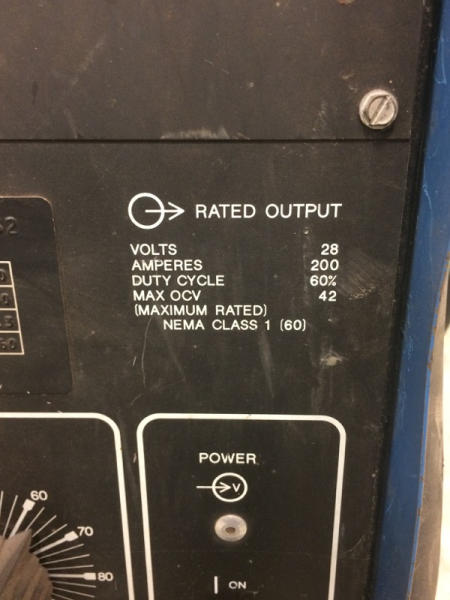 RATED OUTPUT
VOLTS 28
AMPERES 200
DUTY CYCLE 60%
MAX OCV 42
(MAXIMUM RATED)
NEMA CLASS 1 (60)
POWER
V
60
70
80
ON